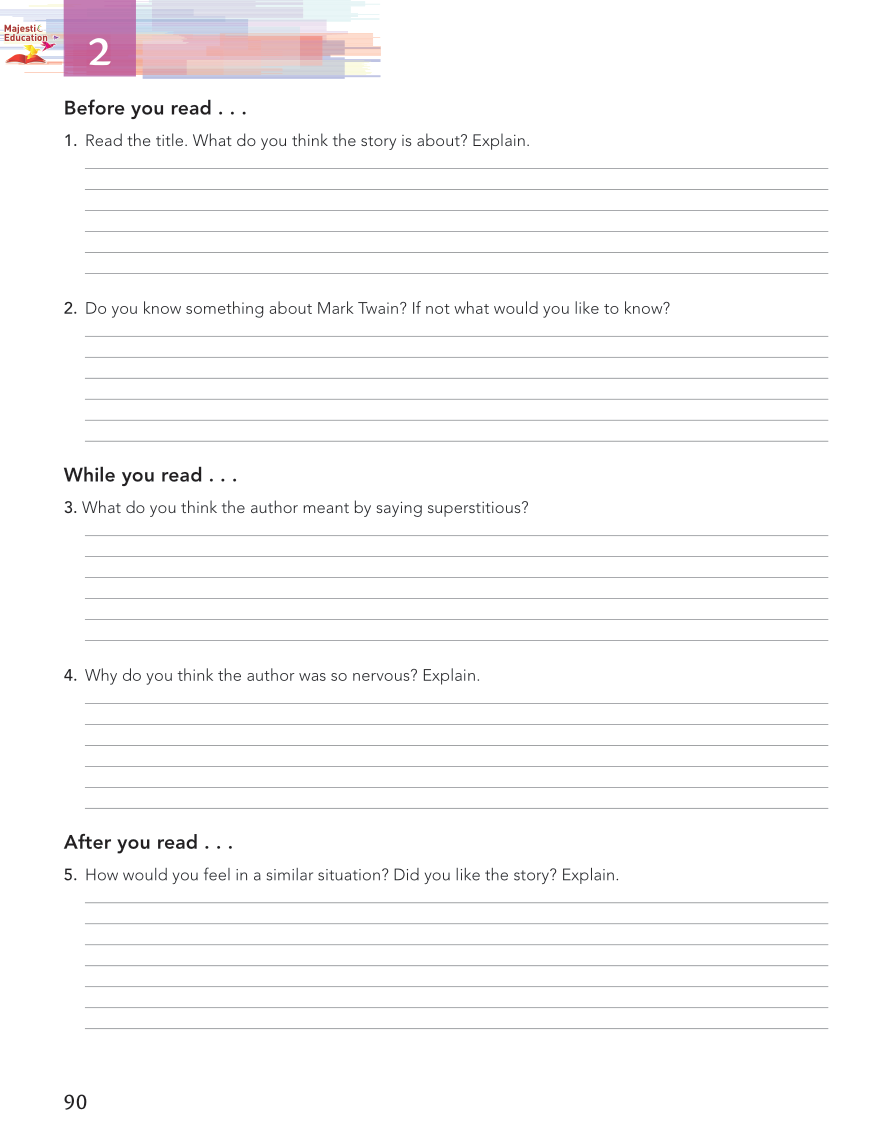 Majestic
Education
2
Before you read . . .
1. Read the title. What do you think the story is about? Explain.
2. Do you know something about Mark Twain? If not what would you like to know?
While you read . . .
3. What do you think the author meant by saying superstitious?
4. Why do you think the author was so nervous? Explain.
After you read . . .
5. How would you feel in a similar situation? Did you like the story? Explain.
90